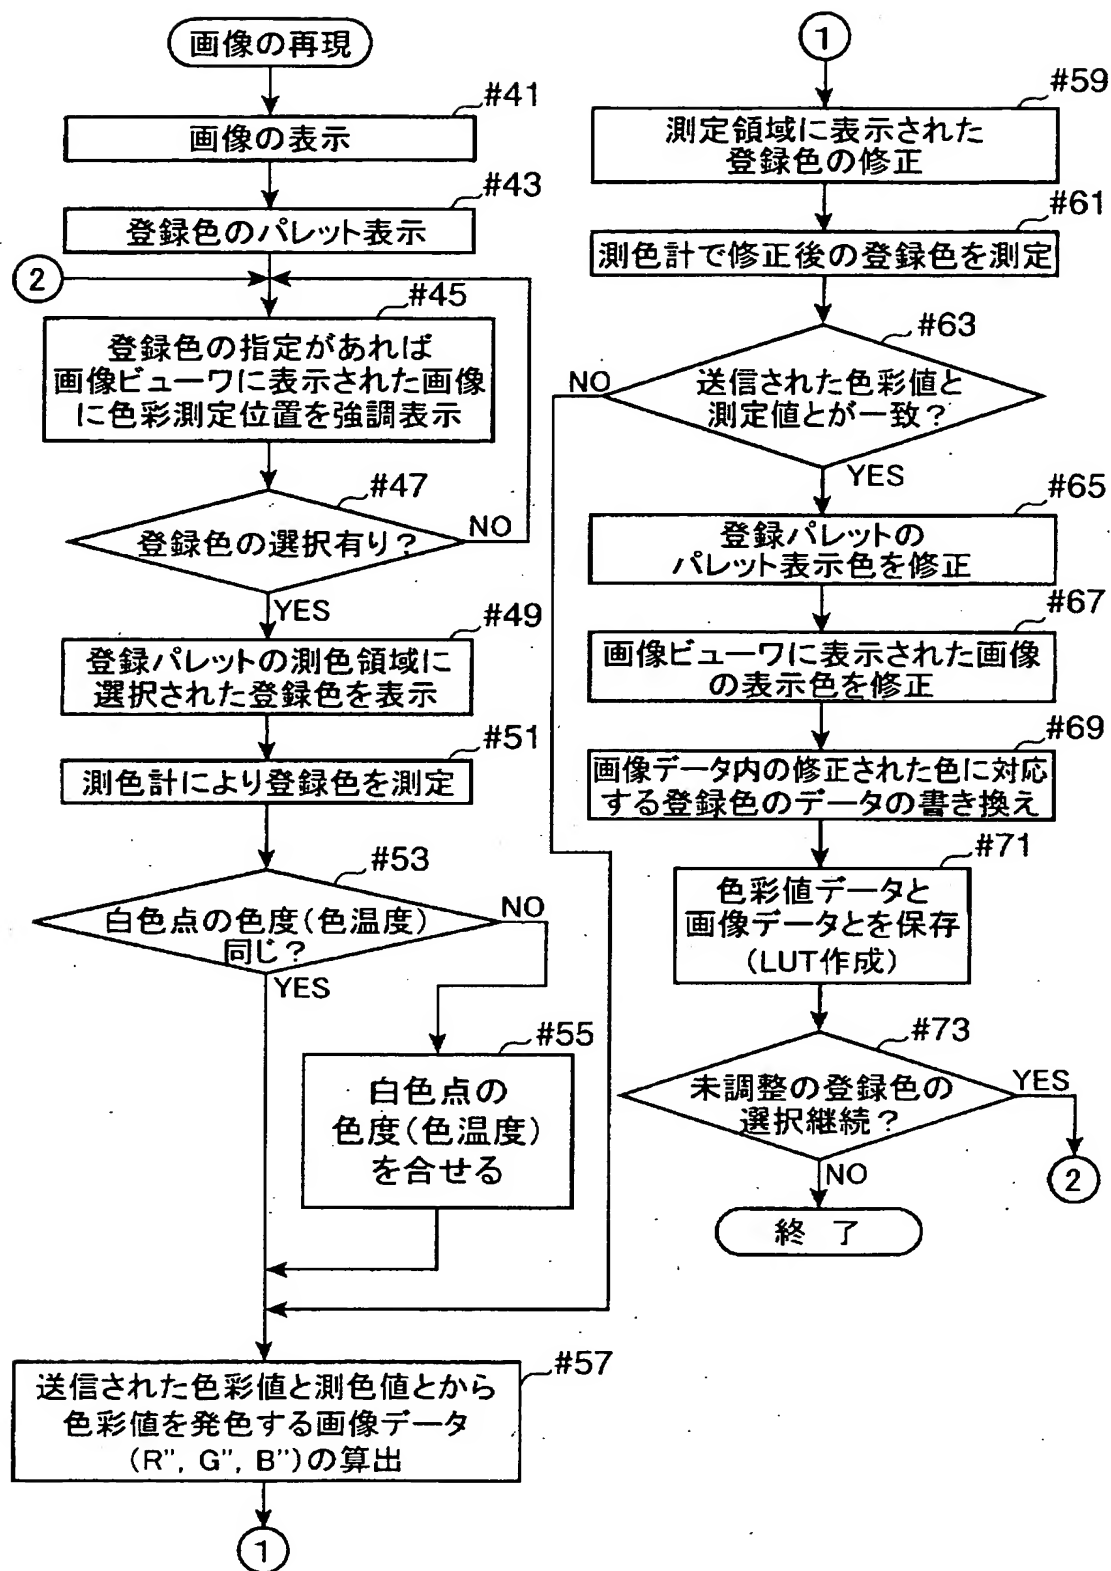 画像の再現
#41
画像の表示
#43
登録色のパレット表示
2
#45
登録色の指定があれば
画像ビューワに表示された画像
に色彩測定位置を強調表示
#47
登録色の選択有り?
NO
YES
#49
登録パレットの測色領域に
選択された登録色を表示
#51
測色計により登録色を測定
#53
白色点の色度(色温度)
同じ?
NO
YES
#55
白色点の
色度(色温度)
を合せる
#57
送信された色彩値と測色値とから
色彩値を発色する画像データ
(R", G", B")の算出
1
1
#59
測定領域に表示された
登録色の修正
#61
測色計で修正後の登録色を測定
#63
送信された色彩値と
測定値とが一致?
NO
YES
#65
登録パレットの
パレット表示色を修正
#67
画像ビューワに表示された画像
の表示色を修正
#69
画像データ内の修正された色に対応
する登録色のデータの書き換え
#71
色彩値データと
画像データとを保存
(LUT作成)
#73
未調整の登録色の
選択継続?
YES
2
NO
終 了